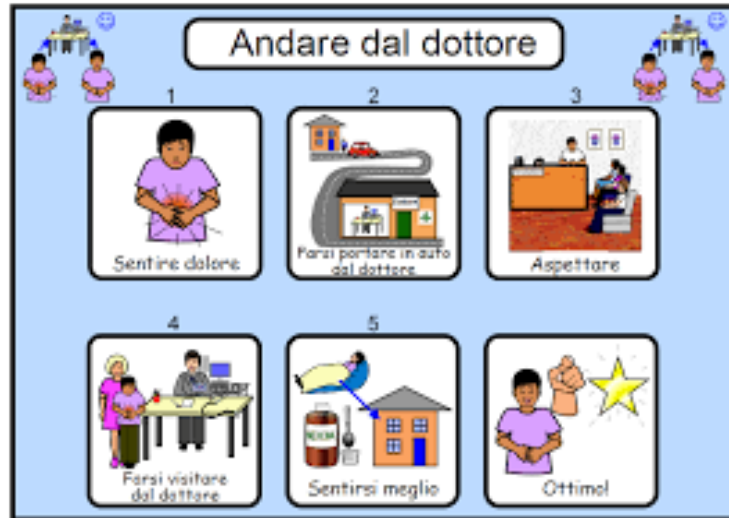 Andare dal dottore
1
2
3
Sentire dolore
Farsi portare in auto
dal dottore
Aspettare
4
5
Farsi visitare
dal dottore
Sentirsi meglio
Ottimo!